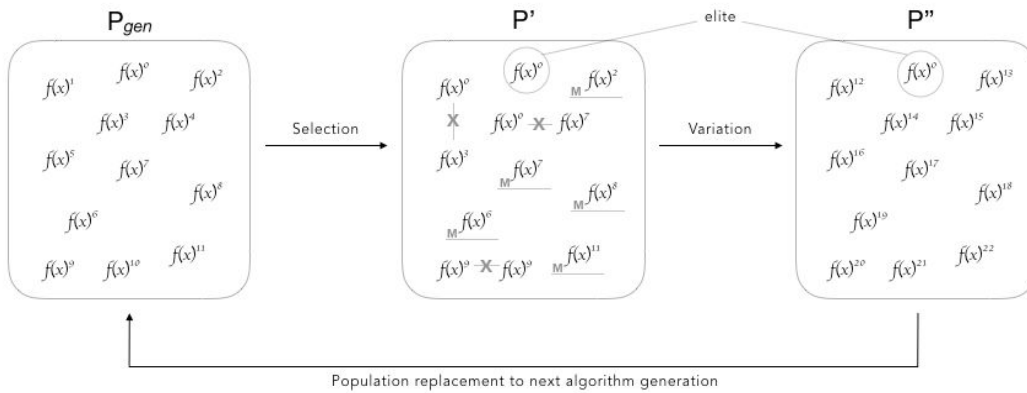 P_gen
P'
elite
P"
f(x)¹ f(x)⁰ f(x)²
f(x)³ f(x)⁴
f(x)⁵ f(x)⁷
f(x)⁸
f(x)⁶
f(x)¹¹
f(x)⁹ f(x)¹⁰
Selection
f(x)⁰ f(x)⁰ M f(x)²
X f(x)⁰ X f(x)⁷
f(x)³ M f(x)⁷
M f(x)⁸
M f(x)⁶
f(x)⁹ X f(x)⁹ M f(x)¹¹
Variation
f(x)¹² f(x)⁰ f(x)¹³
f(x)¹⁴ f(x)¹⁵
f(x)¹⁶ f(x)¹⁷
f(x)¹⁸
f(x)¹⁹
f(x)²²
f(x)²⁰ f(x)²¹
Population replacement to next algorithm generation